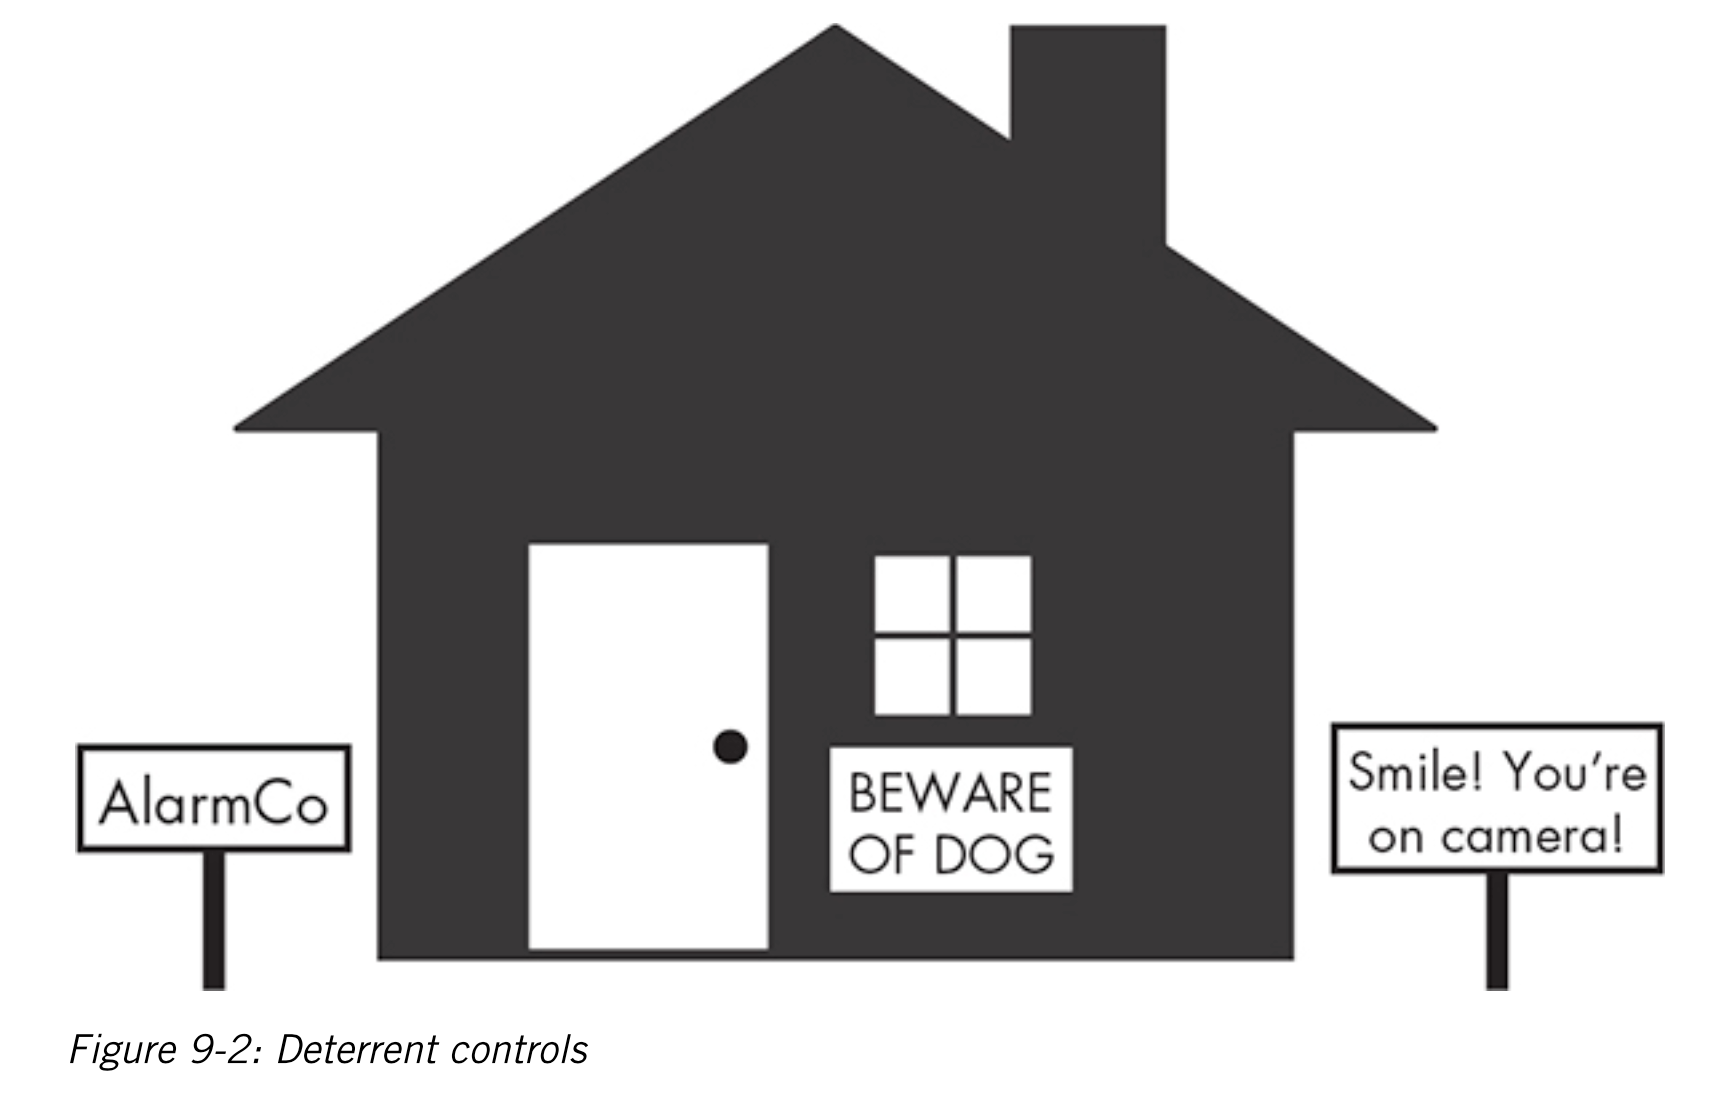 AlarmCo
BEWARE
OF DOG
Smile! You’re
on camera!
Figure 9-2: Deterrent controls